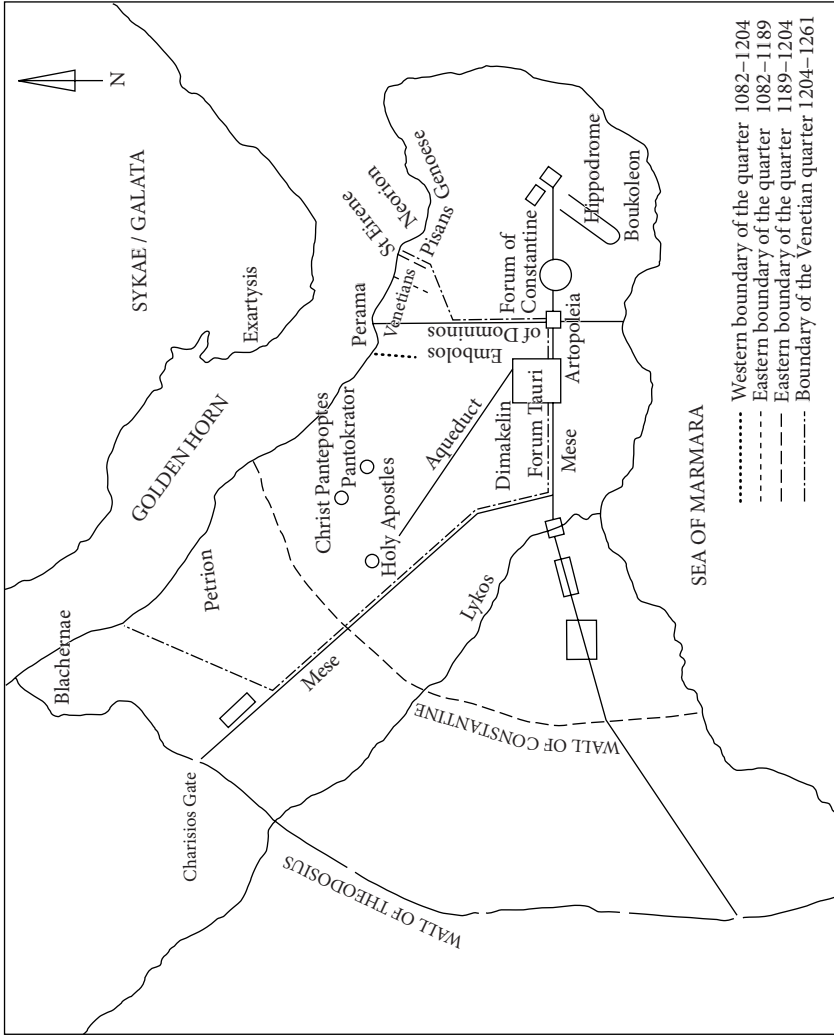 N
SYKAE / GALATA
GOLDEN HORN
Exartysis
Blachernae
Petrion
Charisios Gate
Christ Pantepoptes
Pantokrator
Holy Apostles
Perama
St Eirene
Neorion
Genoese
Pisans
Venetians
Embolos
of Domninos
Aqueduct
Dimakelin
Forum Tauri
Mese
Artopoleia
Forum of
Constantine
Hippodrome
Boukoleon
Mese
Lykos
WALL OF CONSTANTINE
WALL OF THEODOSIUS
SEA OF MARMARA
Western boundary of the quarter 1082–1204
Eastern boundary of the quarter 1082–1189
Eastern boundary of the quarter 1189–1204
Boundary of the Venetian quarter 1204–1261